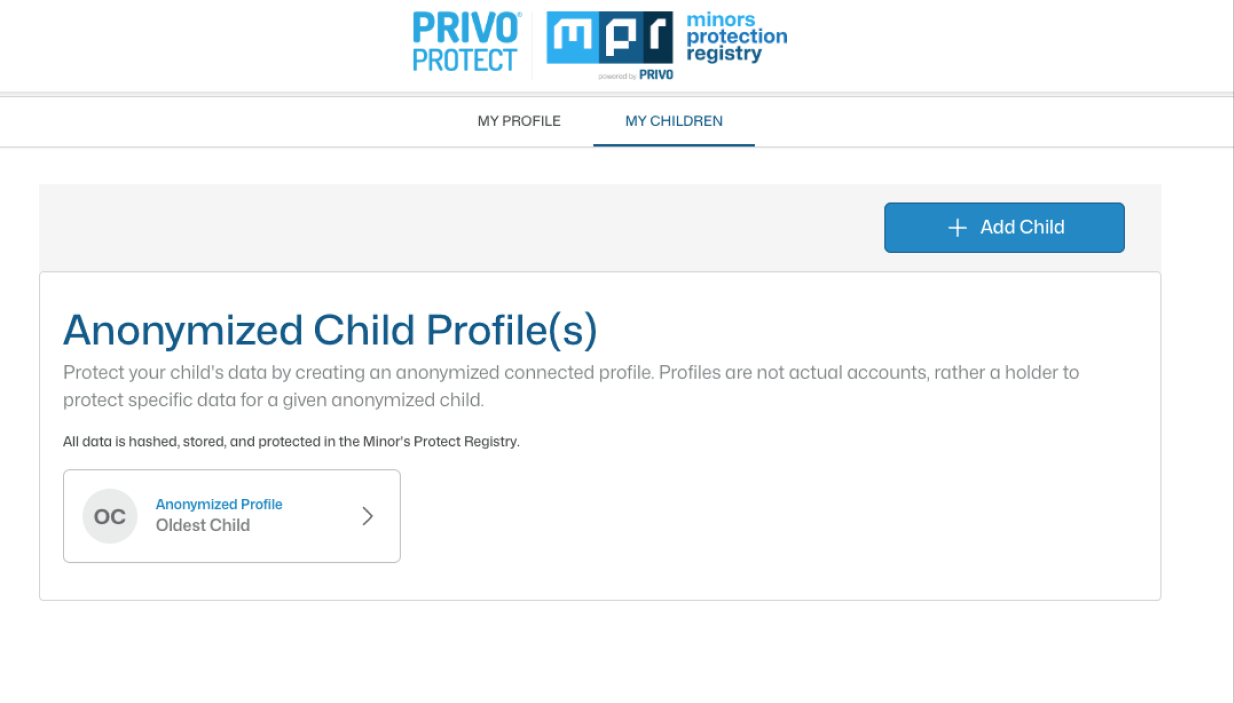 PRIVO®
PROTECT
mpr
minors
protection
registry
powered by PRIVO
MY PROFILE
MY CHILDREN
+ Add Child
Anonymized Child Profile(s)
Protect your child's data by creating an anonymized connected profile. Profiles are not actual accounts, rather a holder to
protect specific data for a given anonymized child.
All data is hashed, stored, and protected in the Minor's Protect Registry.
OC
Anonymized Profile
Oldest Child